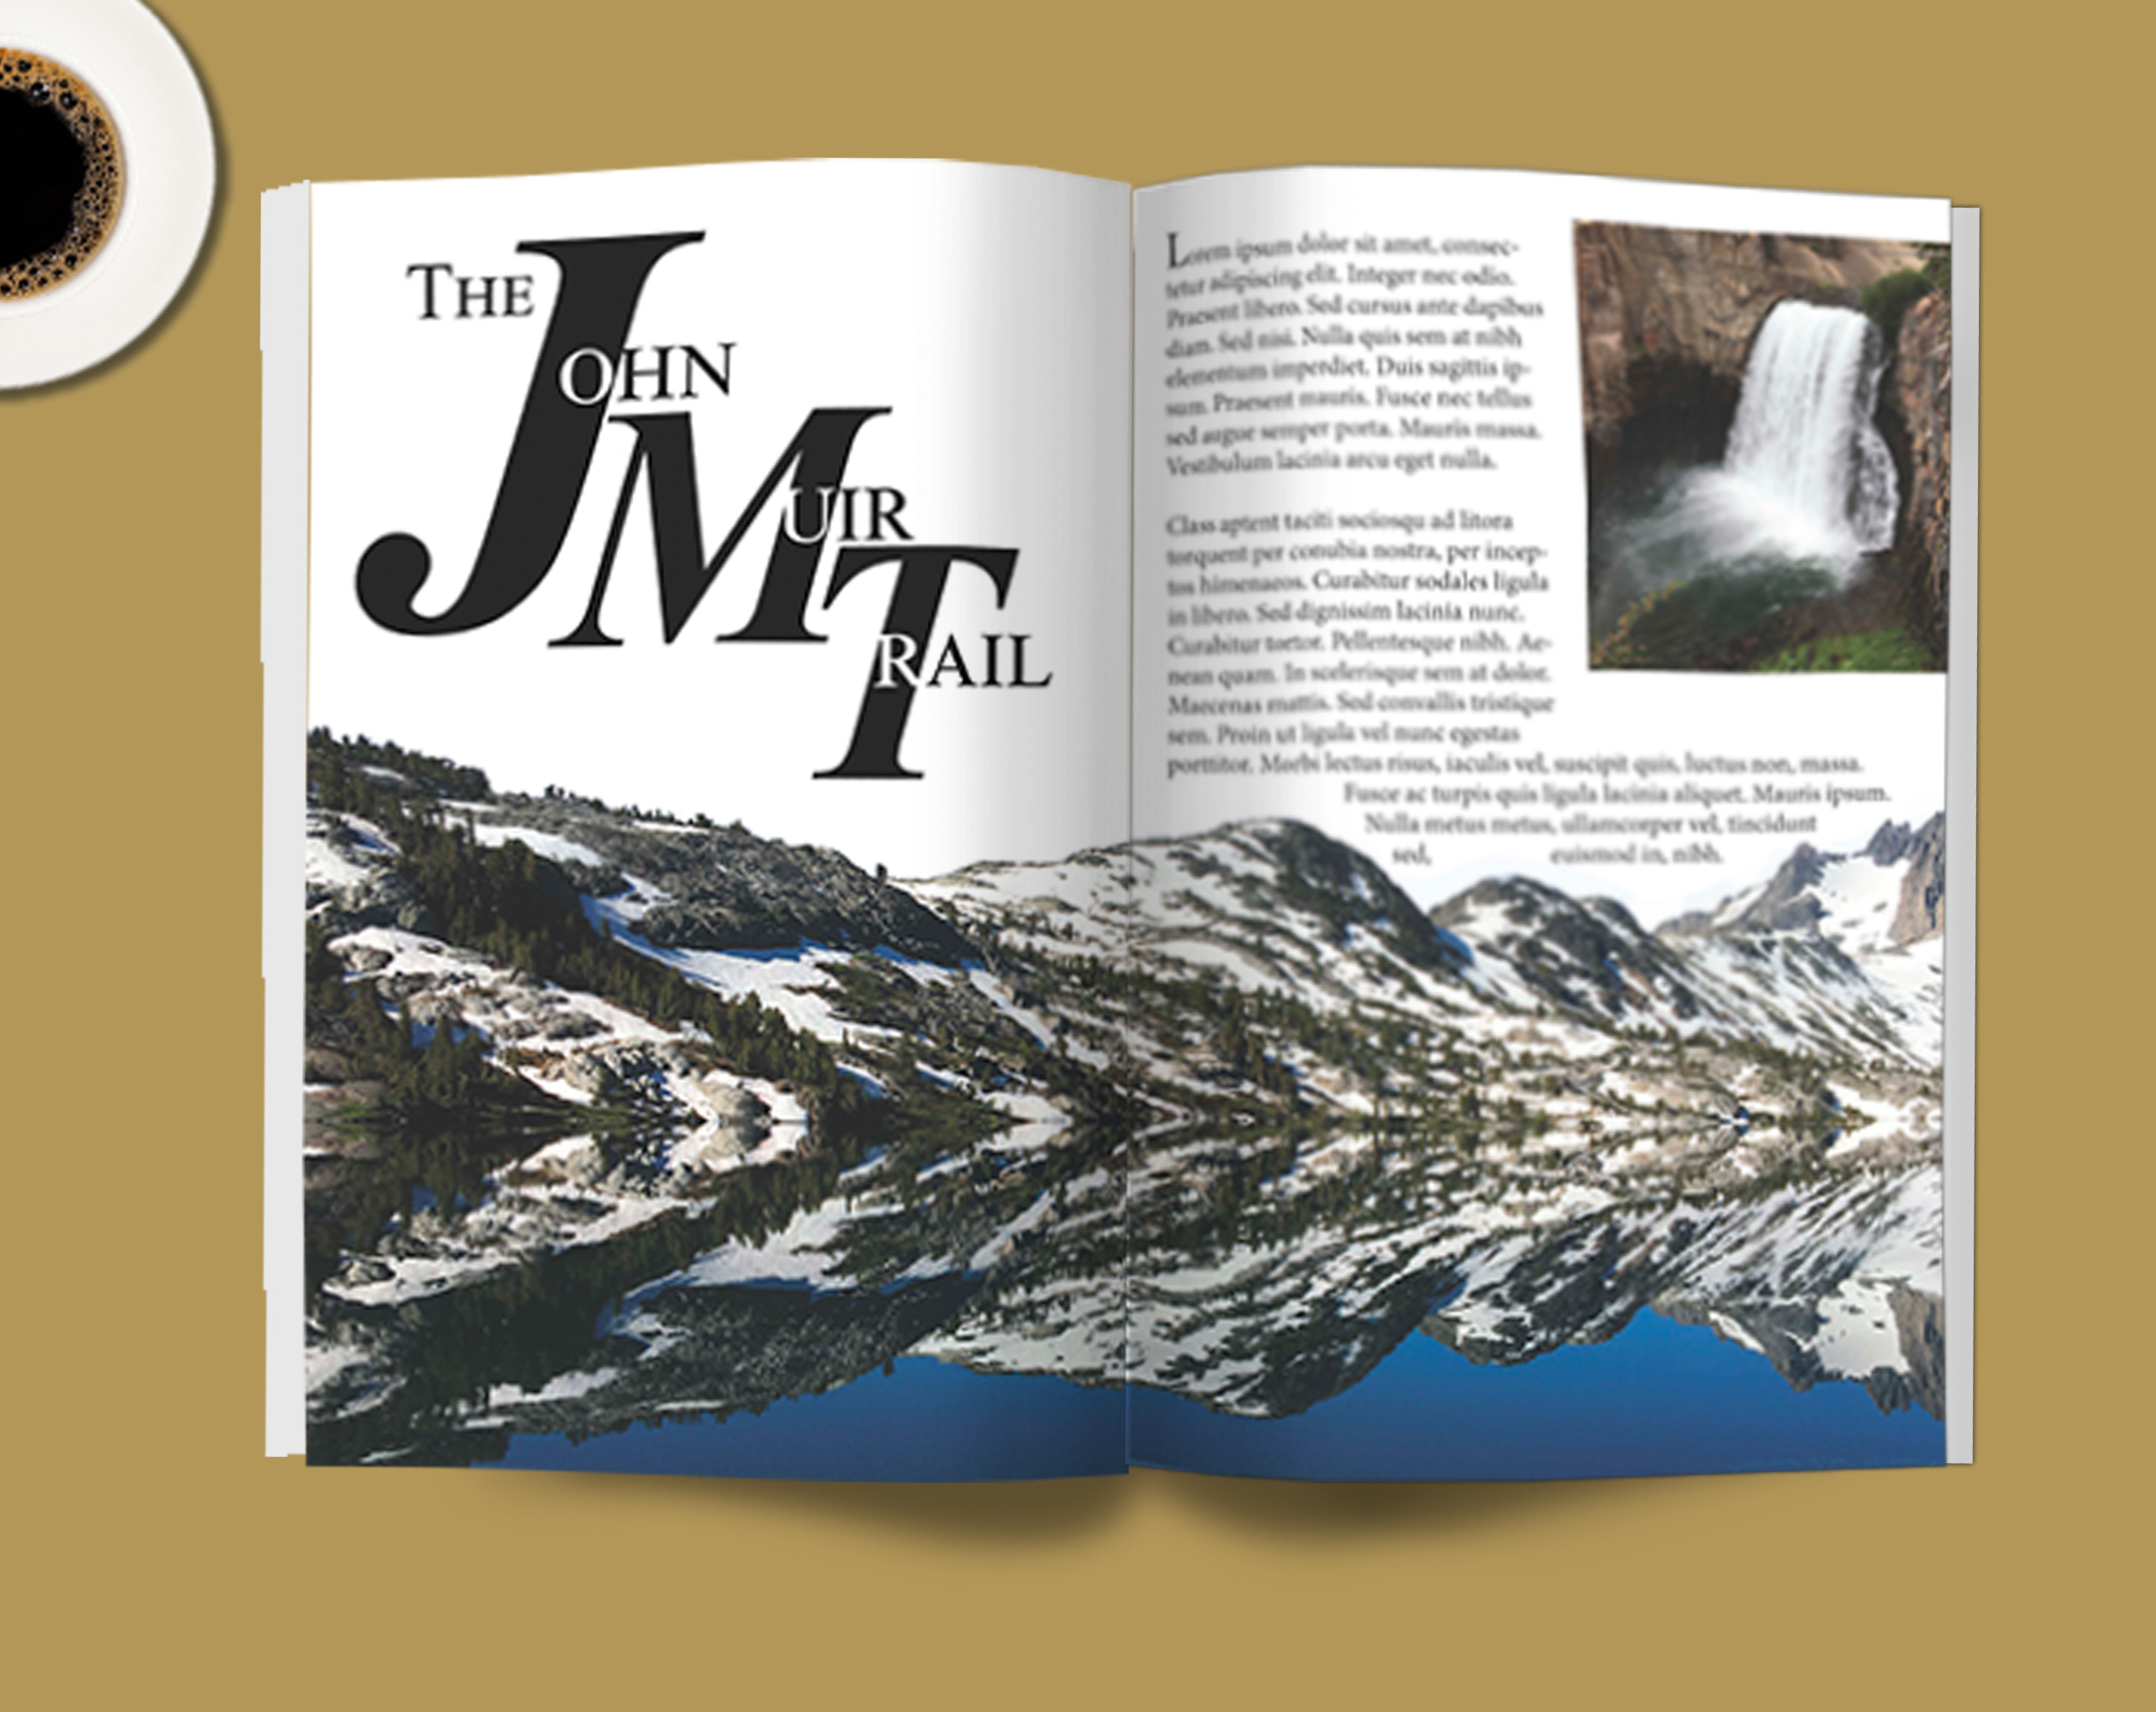 THE
JOHN
MUIR
TRAIL
Lorem ipsum dolor sit amet, consec-
tetur adipiscing elit. Integer nec odio.
Praesent libero. Sed cursus ante dapibus
diam. Sed nisi. Nulla quis sem at nibh
elementum imperdiet. Duis sagittis ip-
sum. Praesent mauris. Fusce nec tellus
sed augue semper porta. Mauris massa.
Vestibulum lacinia arcu eget nulla.
Class aptent taciti sociosqu ad litora
torquent per conubia nostra, per incep-
tos himenaeos. Curabitur sodales ligula
in libero. Sed dignissim lacinia nunc.
Curabitur tortor. Pellentesque nibh. Ae-
nean quam. In scelerisque sem at dolor.
Maecenas mattis. Sed convallis tristique
sem. Proin ut ligula vel nunc egestas
porttitor. Morbi lectus risus, iaculis vel, suscipit quis, luctus non, massa.
Fusce ac turpis quis ligula lacinia aliquet. Mauris ipsum.
Nulla metus metus, ullamcorper vel, tincidunt
sed, euismod in, nibh.